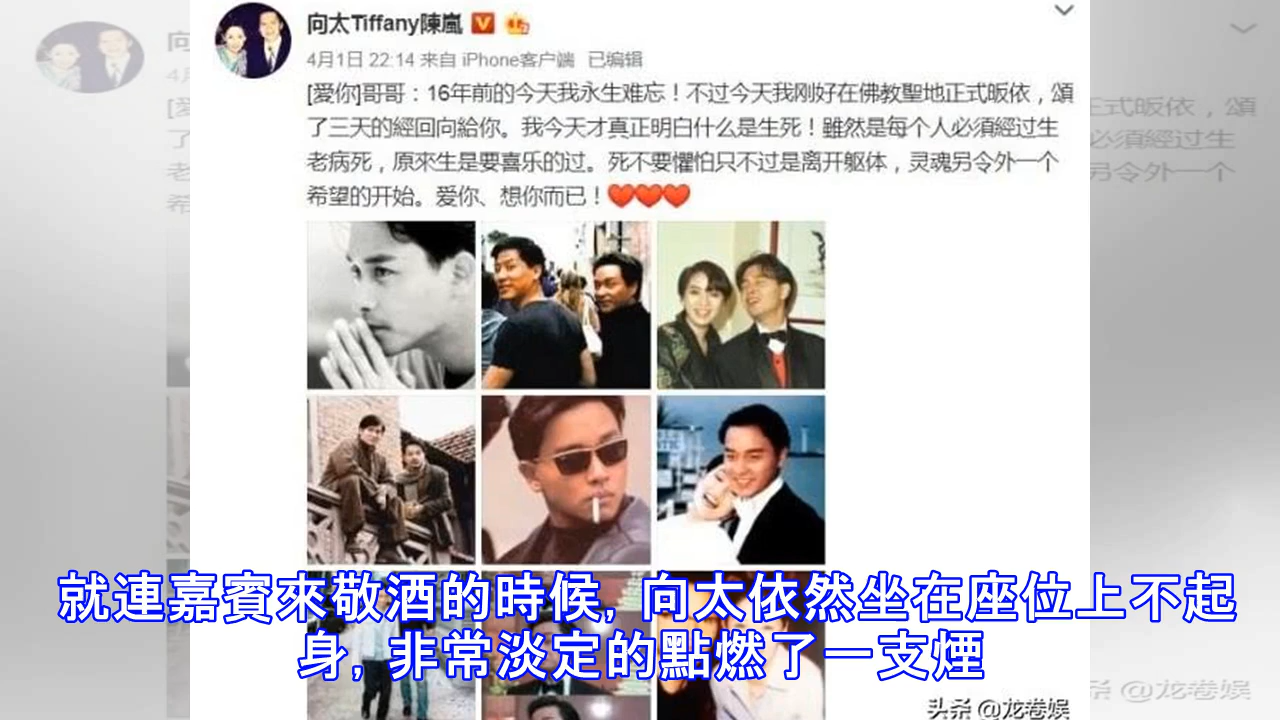 向太Tiffany陳嵐
4月1日 22:14 来自 iPhone客户端 已编辑
[愛你]哥哥：16年前的今天我永生难忘！不过今天我刚好在佛教聖地正式皈依，頌
了三天的經回向給你。我今天才真正明白什么是生死！雖然是每个人必須經过生
老病死，原來生是要喜乐的过。死不要懼怕只不过是离开躯体，灵魂另令外一个
希望的开始。爱你、想你而已！
就連嘉賓來敬酒的時候, 向太依然坐在座位上不起
身, 非常淡定的點燃了一支煙
头条 @龙卷娱